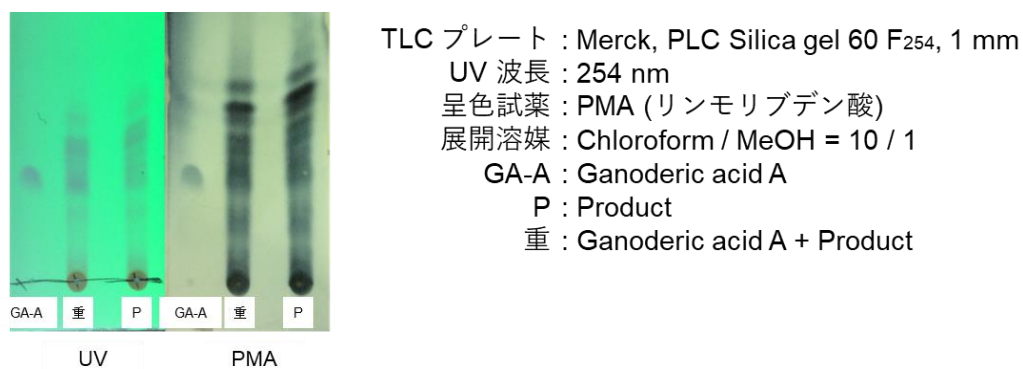 TLC プレート : Merck, PLC Silica gel 60 F254, 1 mm
UV 波長 : 254 nm
呈色試薬 : PMA (リンモリブデン酸)
展開溶媒 : Chloroform / MeOH = 10 / 1
GA-A : Ganoderic acid A
P : Product
重 : Ganoderic acid A + Product
GA-A 重 P GA-A 重 P
UV PMA